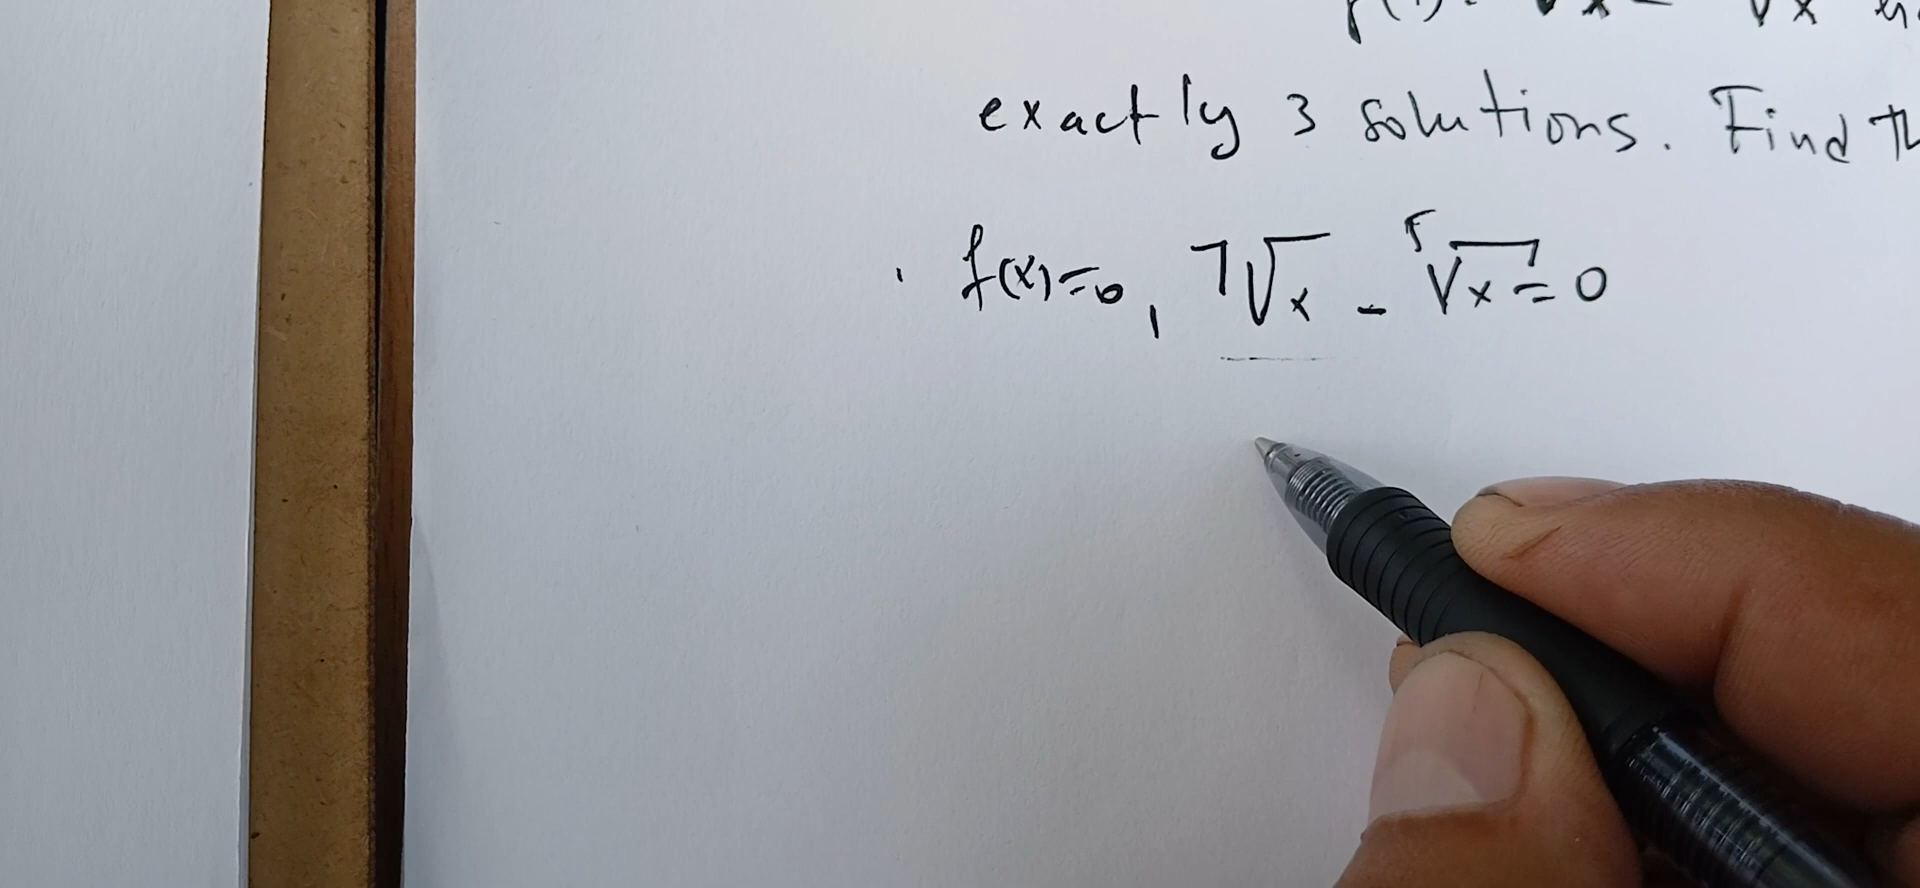 exactly 3 solutions. Find
f(x)=0, 7√x - 5√x = 0